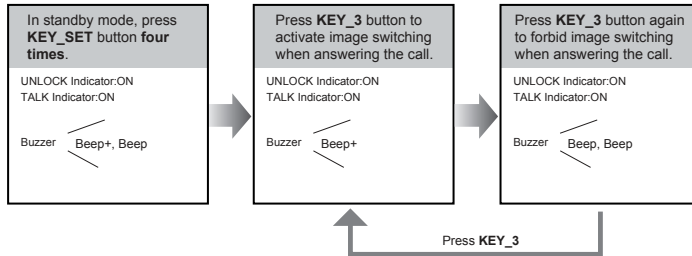 In standby mode, press
KEY_SET button four
times.
UNLOCK Indicator:ON
TALK Indicator:ON
Buzzer
Beep+, Beep
Press KEY_3 button to
activate image switching
when answering the call.
UNLOCK Indicator:ON
TALK Indicator:ON
Buzzer
Beep+
Press KEY_3 button again
to forbid image switching
when answering the call.
UNLOCK Indicator:ON
TALK Indicator:ON
Buzzer
Beep, Beep
Press KEY_3